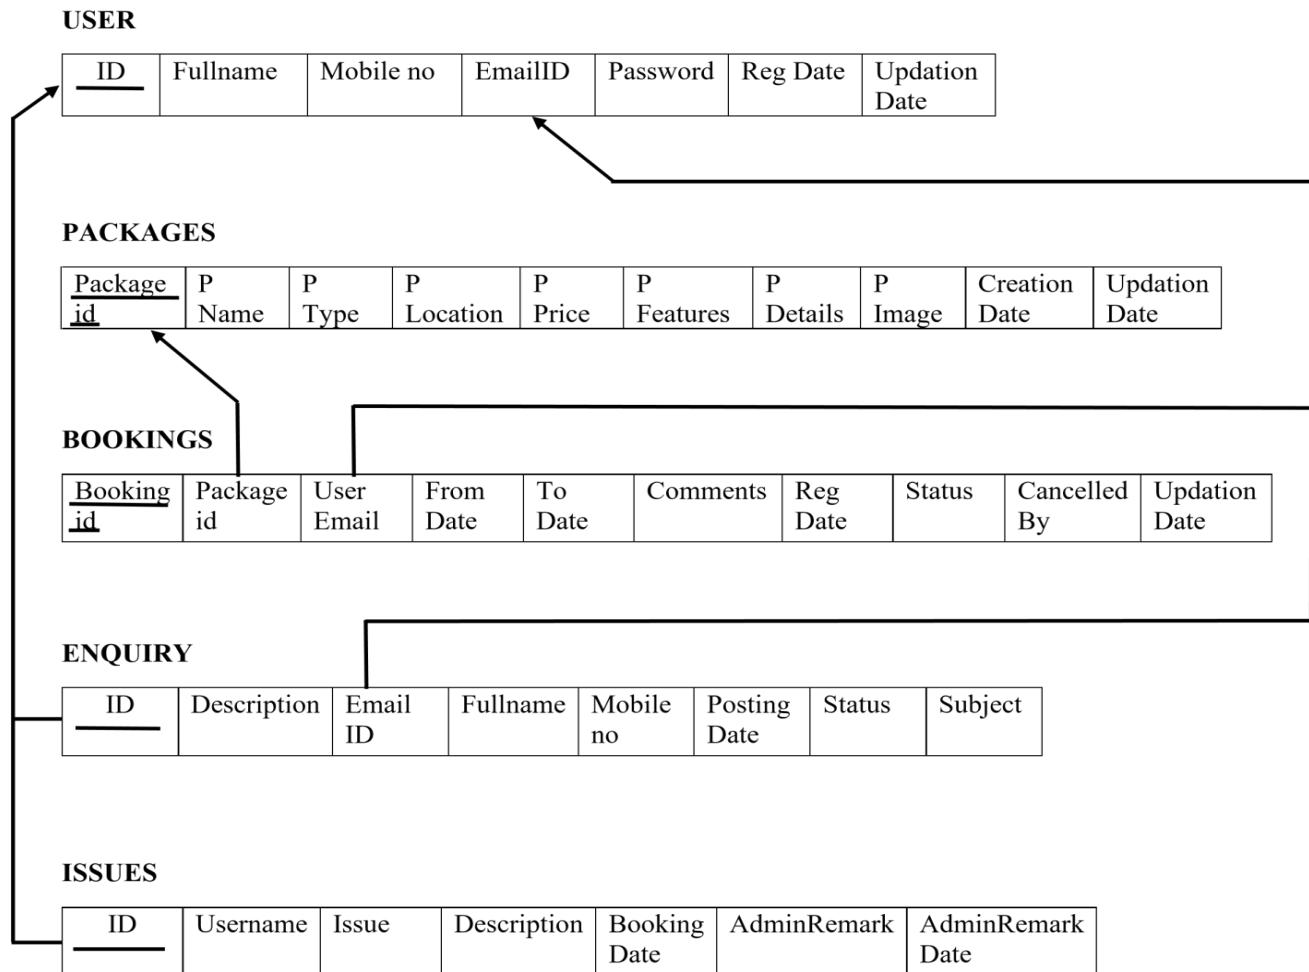 USER
ID Fullname Mobile no EmailID Password Reg Date Updation
Date
PACKAGES
Package P P P P P P P Creation Updation
id Name Type Location Price Features Details Image Date Date
BOOKINGS
Booking Package User From To Comments Reg Status Cancelled Updation
id id Email Date Date Date By Date
ENQUIRY
ID Description Email Fullname Mobile Posting Status Subject
ID no Date
ISSUES
ID Username Issue Description Booking AdminRemark AdminRemark
Date Date